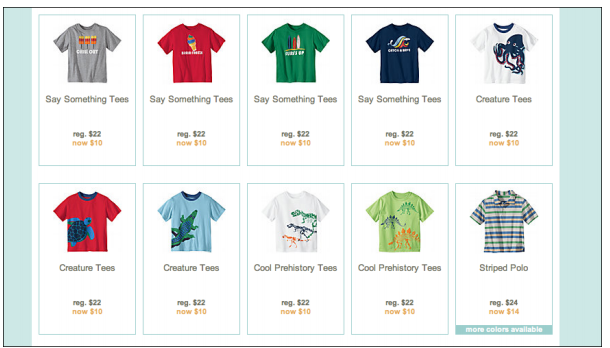 Say Something Tees
Say Something Tees
Say Something Tees
Say Something Tees
Creature Tees
reg. $22
now $10
reg. $22
now $10
reg. $22
now $10
reg. $22
now $10
reg. $22
now $10
Creature Tees
Creature Tees
Cool Prehistory Tees
Cool Prehistory Tees
Striped Polo
reg. $22
now $10
reg. $22
now $10
reg. $22
now $10
reg. $22
now $10
reg. $24
now $14
more colors available